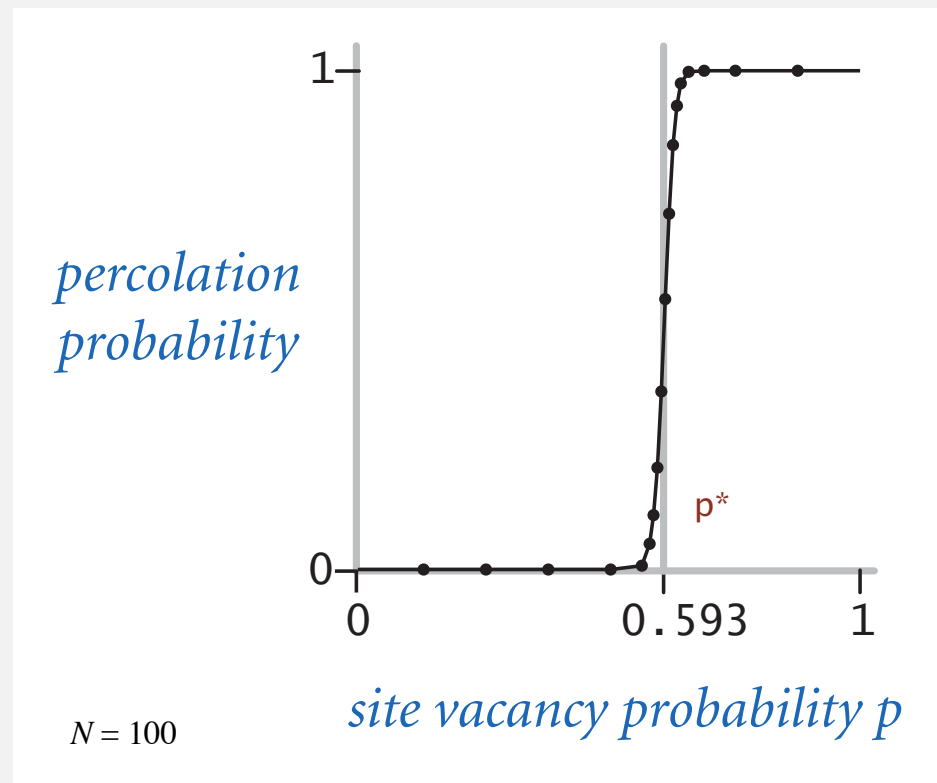 1
percolation
probability
p*
0
0 0.593 1
site vacancy probability p
N = 100